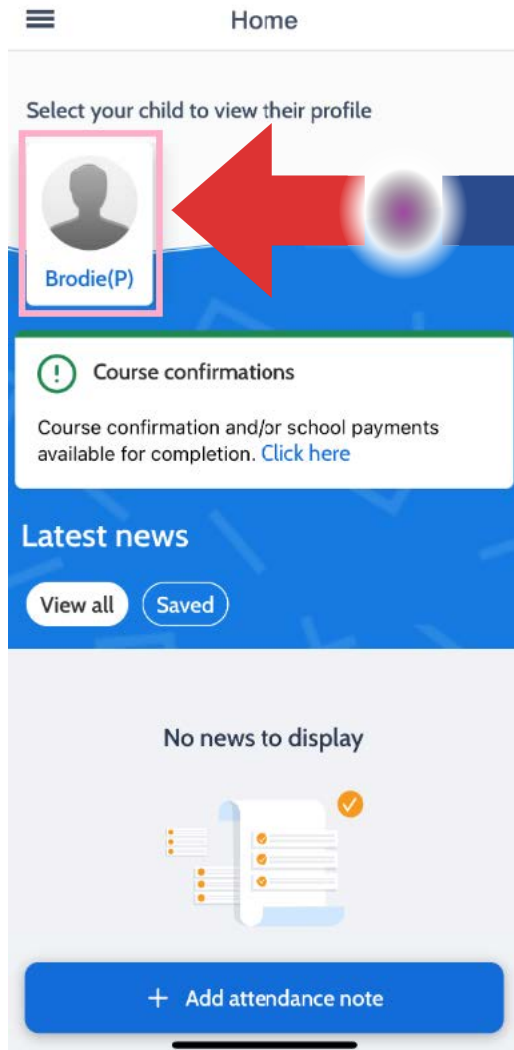 Home
Select your child to view their profile
Brodie(P)
Course confirmations
Course confirmation and/or school payments
available for completion. Click here
Latest news
View all
Saved
No news to display
+ Add attendance note